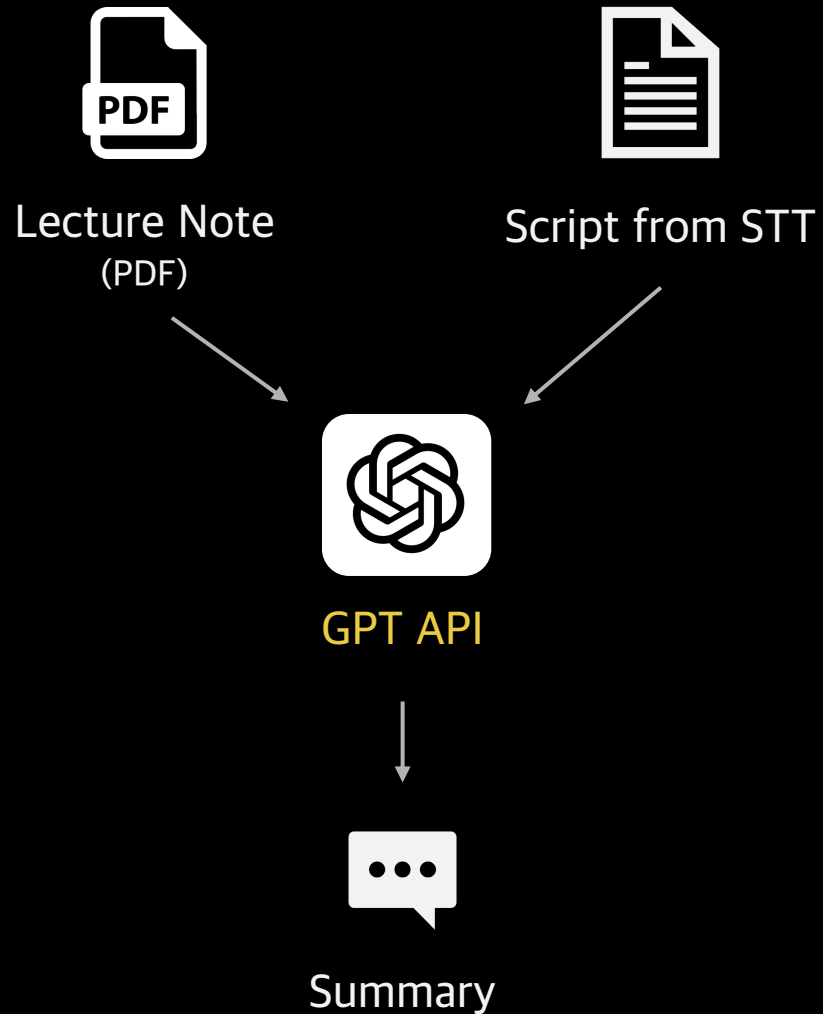 PDF
Lecture Note
(PDF)
Script from STT
GPT API
Summary